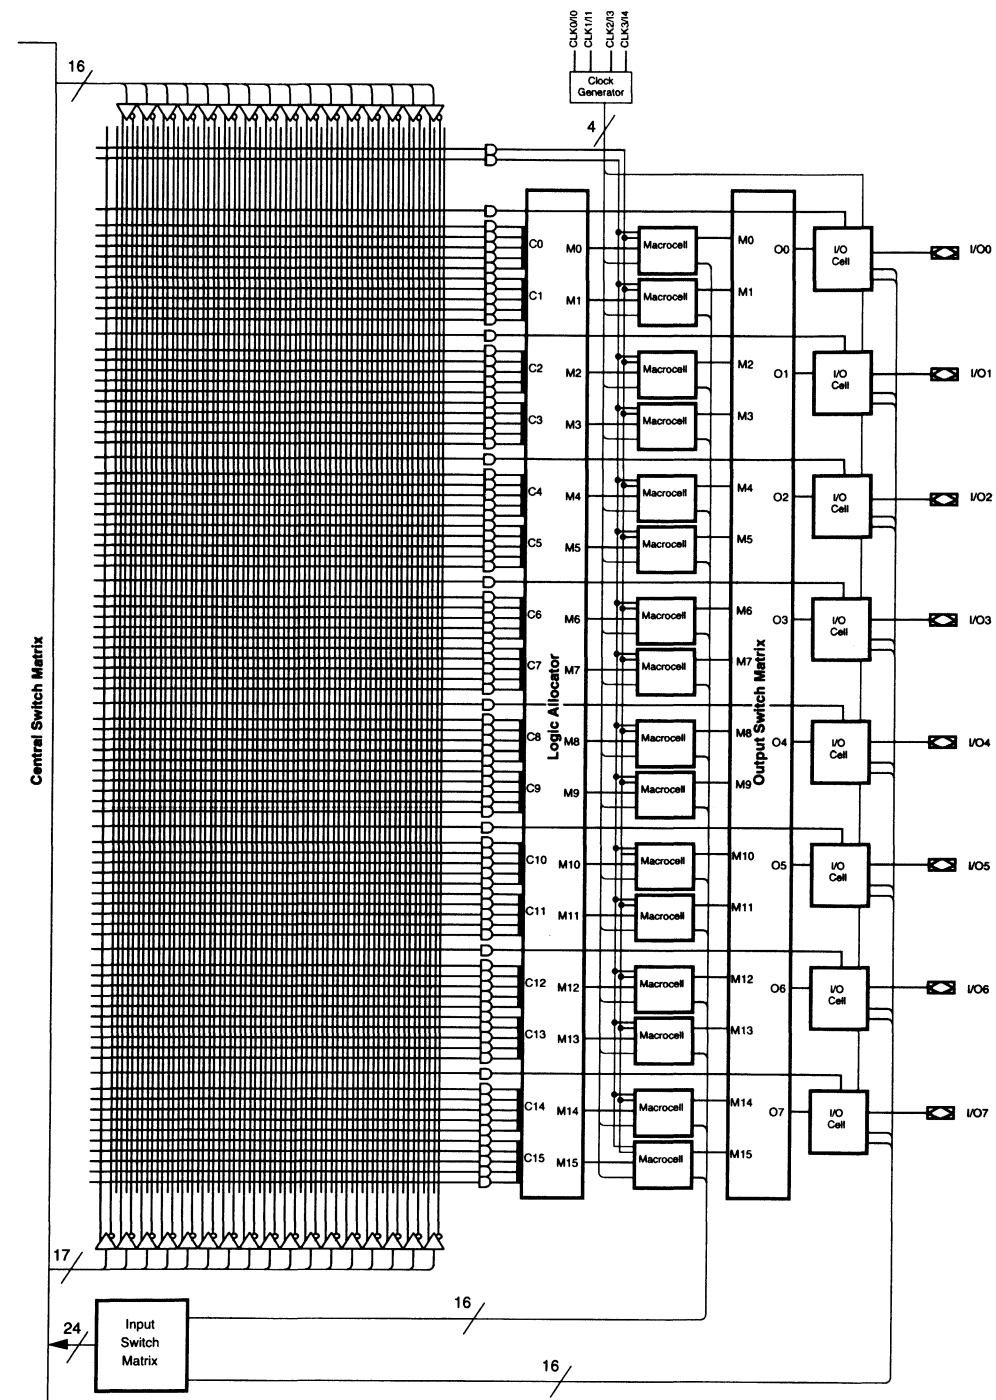 CLK0/I0
CLK1/I1
CLK2/I3
CLK3/I4
Clock
Generator
16
4
C0
M0
Macrocell
M0
O0
I/O
Cell
I/O0
C1
M1
Macrocell
M1
C2
M2
Macrocell
M2
O1
I/O
Cell
I/O1
C3
M3
Macrocell
M3
C4
M4
Macrocell
M4
O2
I/O
Cell
I/O2
C5
M5
Macrocell
M5
C6
M6
Macrocell
M6
O3
I/O
Cell
I/O3
C7
M7
Macrocell
M7
Central Switch Matrix
Logic Allocator
Output Switch Matrix
C8
M8
Macrocell
M8
O4
I/O
Cell
I/O4
C9
M9
Macrocell
M9
C10
M10
Macrocell
M10
O5
I/O
Cell
I/O5
C11
M11
Macrocell
M11
C12
M12
Macrocell
M12
O6
I/O
Cell
I/O6
C13
M13
Macrocell
M13
C14
M14
Macrocell
M14
O7
I/O
Cell
I/O7
C15
M15
Macrocell
M15
17
24
Input
Switch
Matrix
16
16